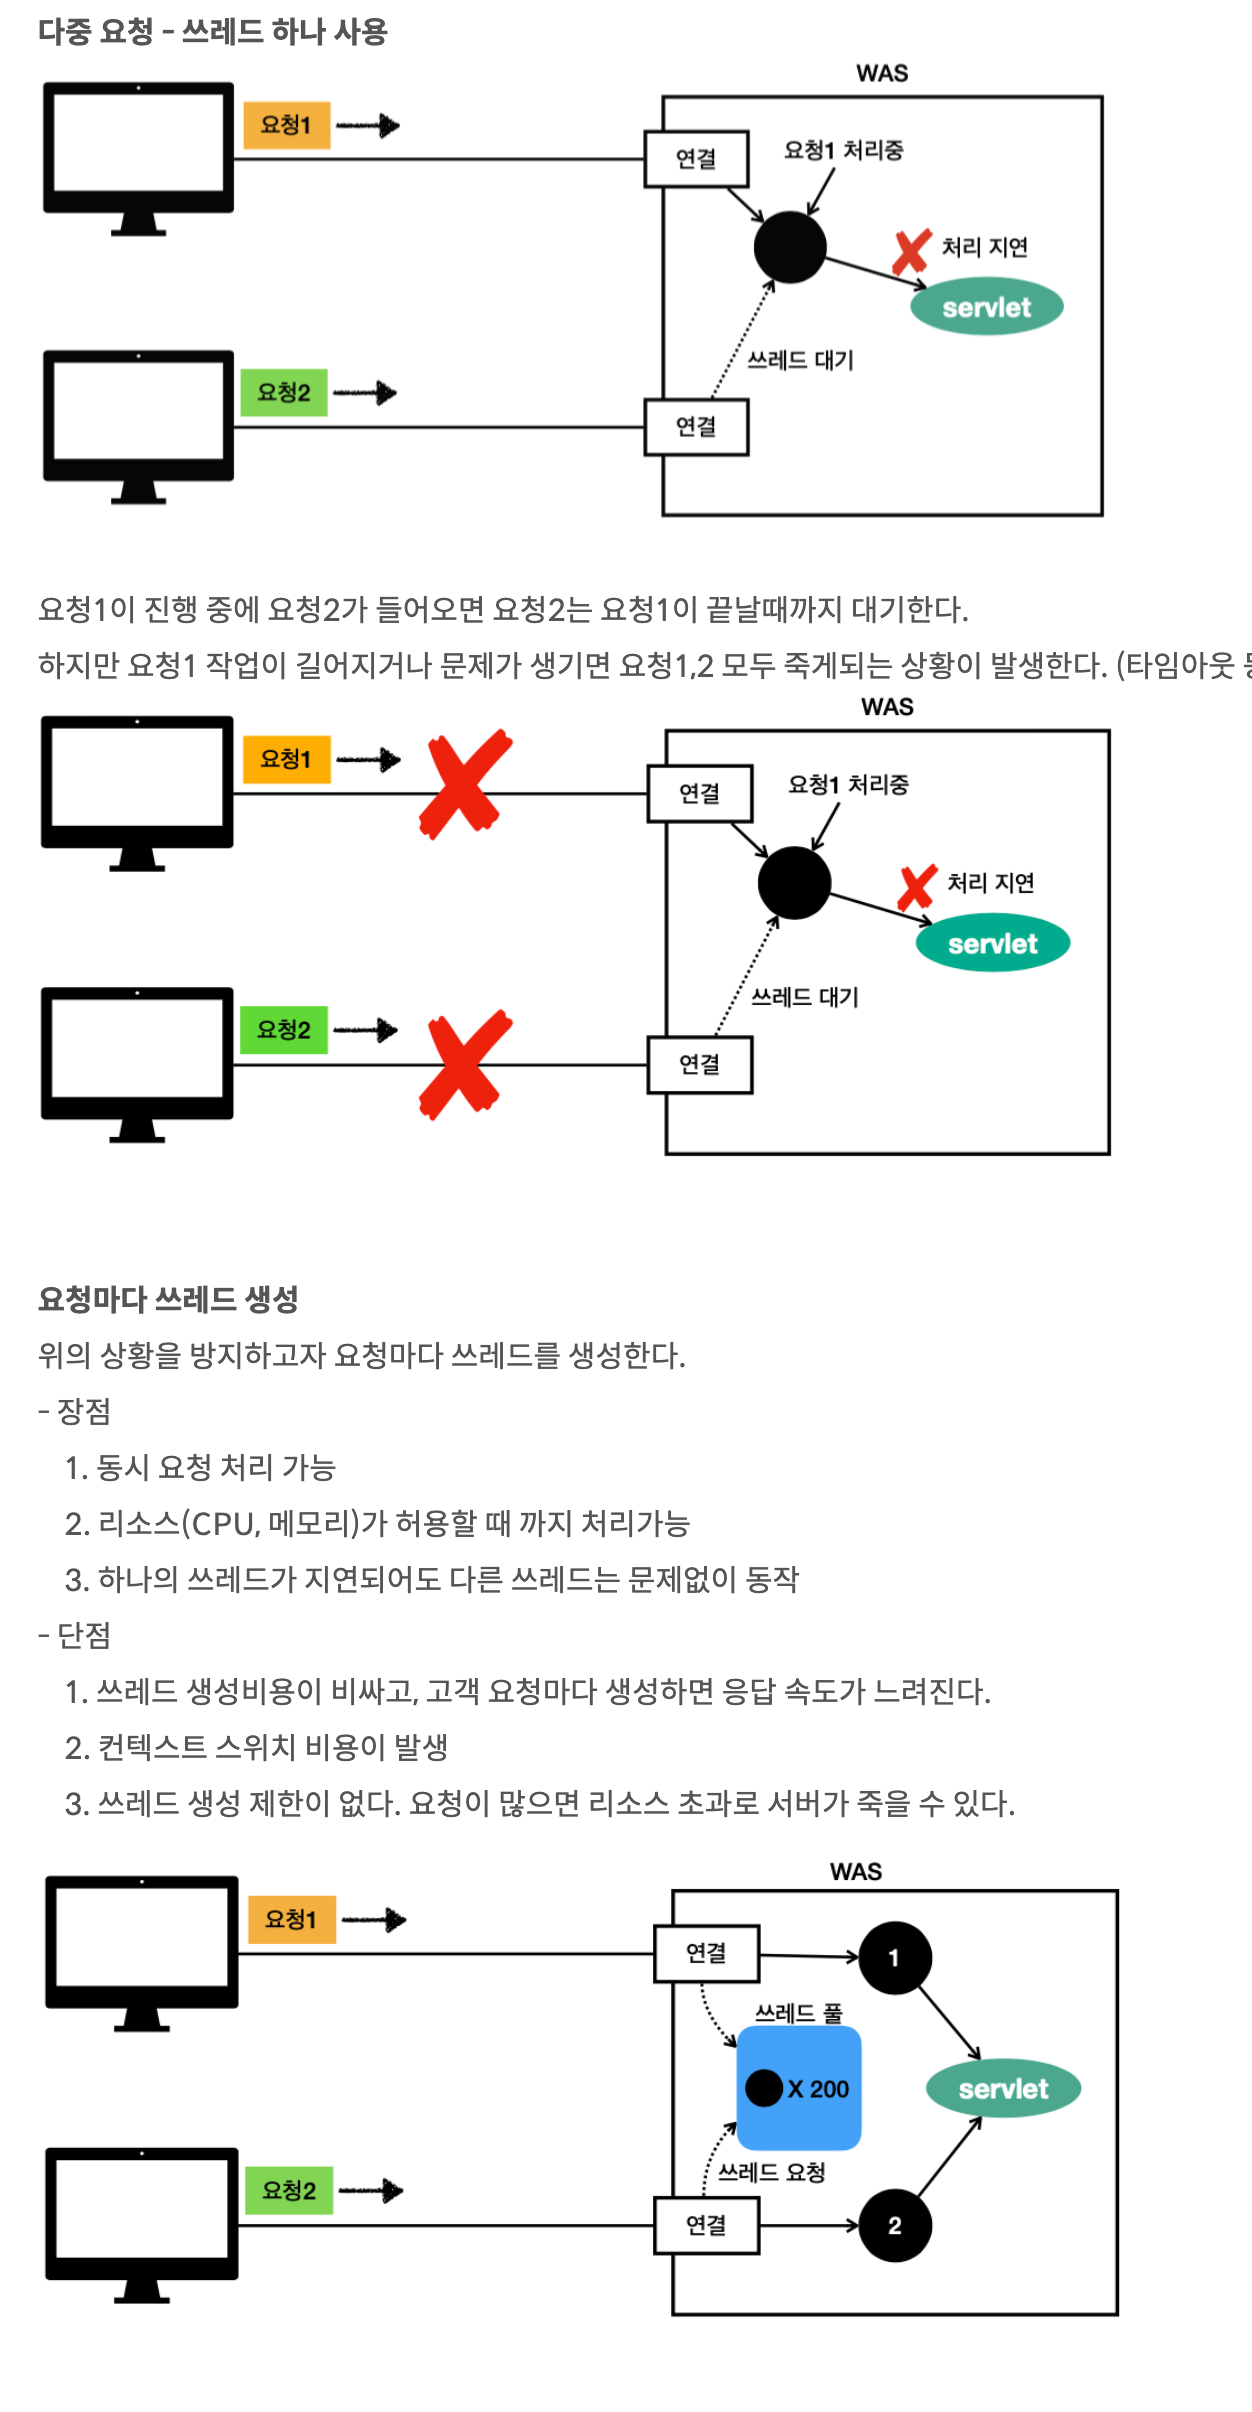 다중 요청 - 쓰레드 하나 사용
WAS
요청1
연결
요청1 처리중
처리 지연
servlet
쓰레드 대기
요청2
연결
요청1이 진행 중에 요청2가 들어오면 요청2는 요청1이 끝날때까지 대기한다.
하지만 요청1 작업이 길어지거나 문제가 생기면 요청1,2 모두 죽게되는 상황이 발생한다. (타임아웃
WAS
요청1
연결
요청1 처리중
처리 지연
servlet
쓰레드 대기
요청2
연결
요청마다 쓰레드 생성
위의 상황을 방지하고자 요청마다 쓰레드를 생성한다.
- 장점
1. 동시 요청 처리 가능
2. 리소스(CPU, 메모리)가 허용할 때 까지 처리가능
3. 하나의 쓰레드가 지연되어도 다른 쓰레드는 문제없이 동작
- 단점
1. 쓰레드 생성비용이 비싸고, 고객 요청마다 생성하면 응답 속도가 느려진다.
2. 컨텍스트 스위치 비용이 발생
3. 쓰레드 생성 제한이 없다. 요청이 많으면 리소스 초과로 서버가 죽을 수 있다.
WAS
요청1
연결
1
쓰레드 풀
X 200
servlet
쓰레드 요청
요청2
연결
2